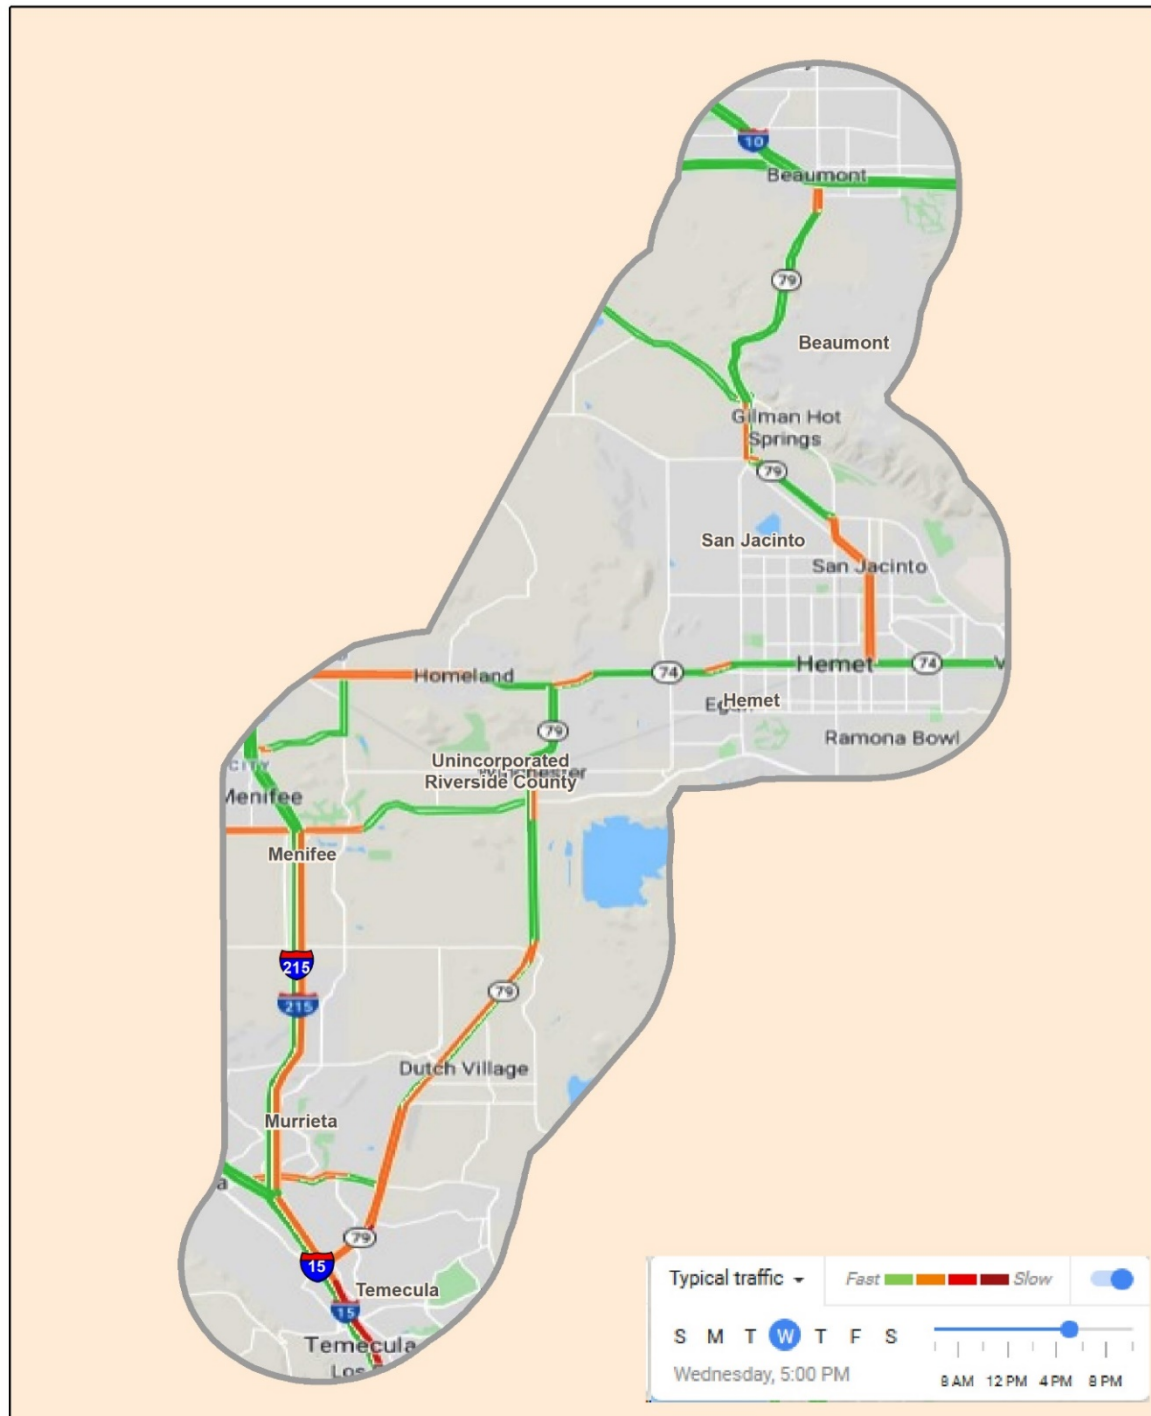 10
Beaumont
79
Beaumont
Gilman Hot
Springs
79
San Jacinto
San Jacinto
Homeland
74
Hemet
74
V
Hemet
79
Ramona Bowl
CITY
Unincorporated
Riverside County
Menifee
Menifee
215
215
79
Dutch Village
Murrieta
a
79
15
Temecula
15
Temecula
Los
Typical traffic
Fast
Slow
S M T W T F S
Wednesday, 5:00 PM
8 AM 12 PM 4 PM 8 PM